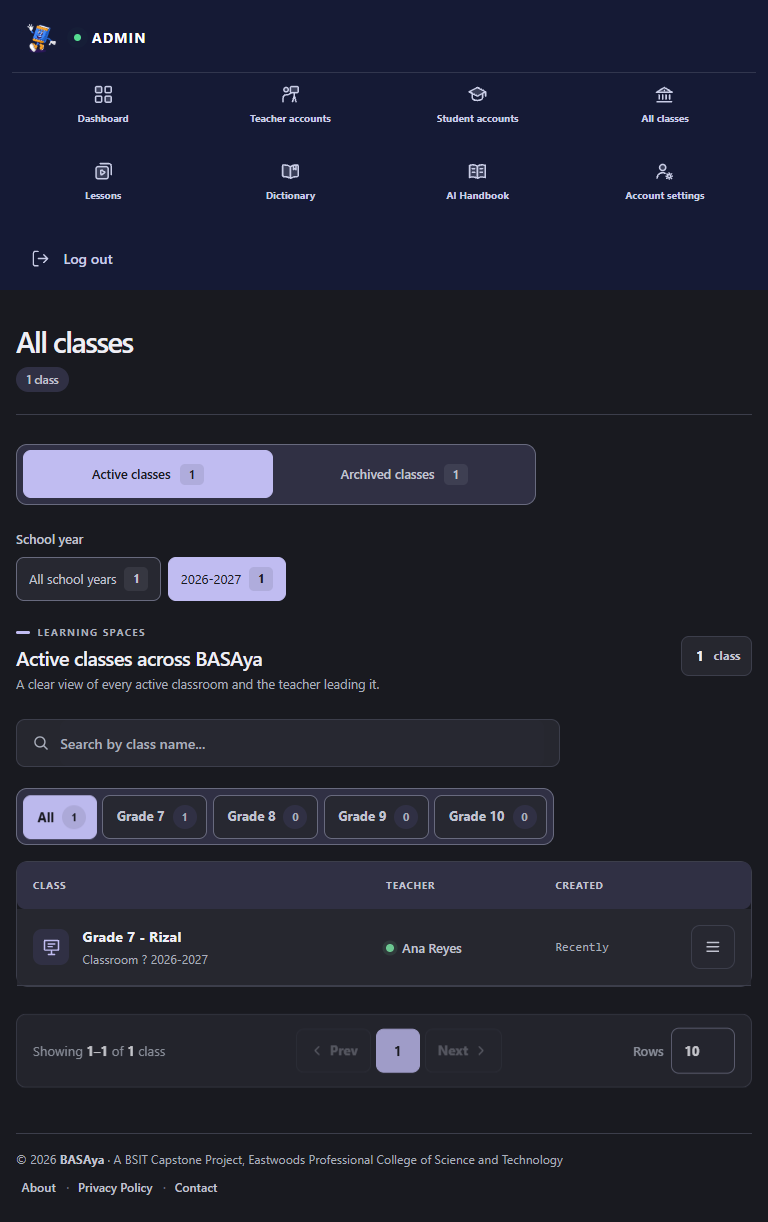 ADMIN
Dashboard
Teacher accounts
Student accounts
All classes
Lessons
Dictionary
AI Handbook
Account settings
Log out
All classes
1 class
Active classes 1
Archived classes 1
School year
All school years 1
2026-2027 1
LEARNING SPACES
Active classes across BASAya
1 class
A clear view of every active classroom and the teacher leading it.
Search by class name...
All 1
Grade 7 1
Grade 8 0
Grade 9 0
Grade 10 0
CLASS TEACHER CREATED
Grade 7 - Rizal
Classroom ? 2026-2027
Ana Reyes
Recently
Showing 1–1 of 1 class
Prev
1
Next
Rows 10
© 2026 BASAya · A BSIT Capstone Project, Eastwoods Professional College of Science and Technology
About · Privacy Policy · Contact